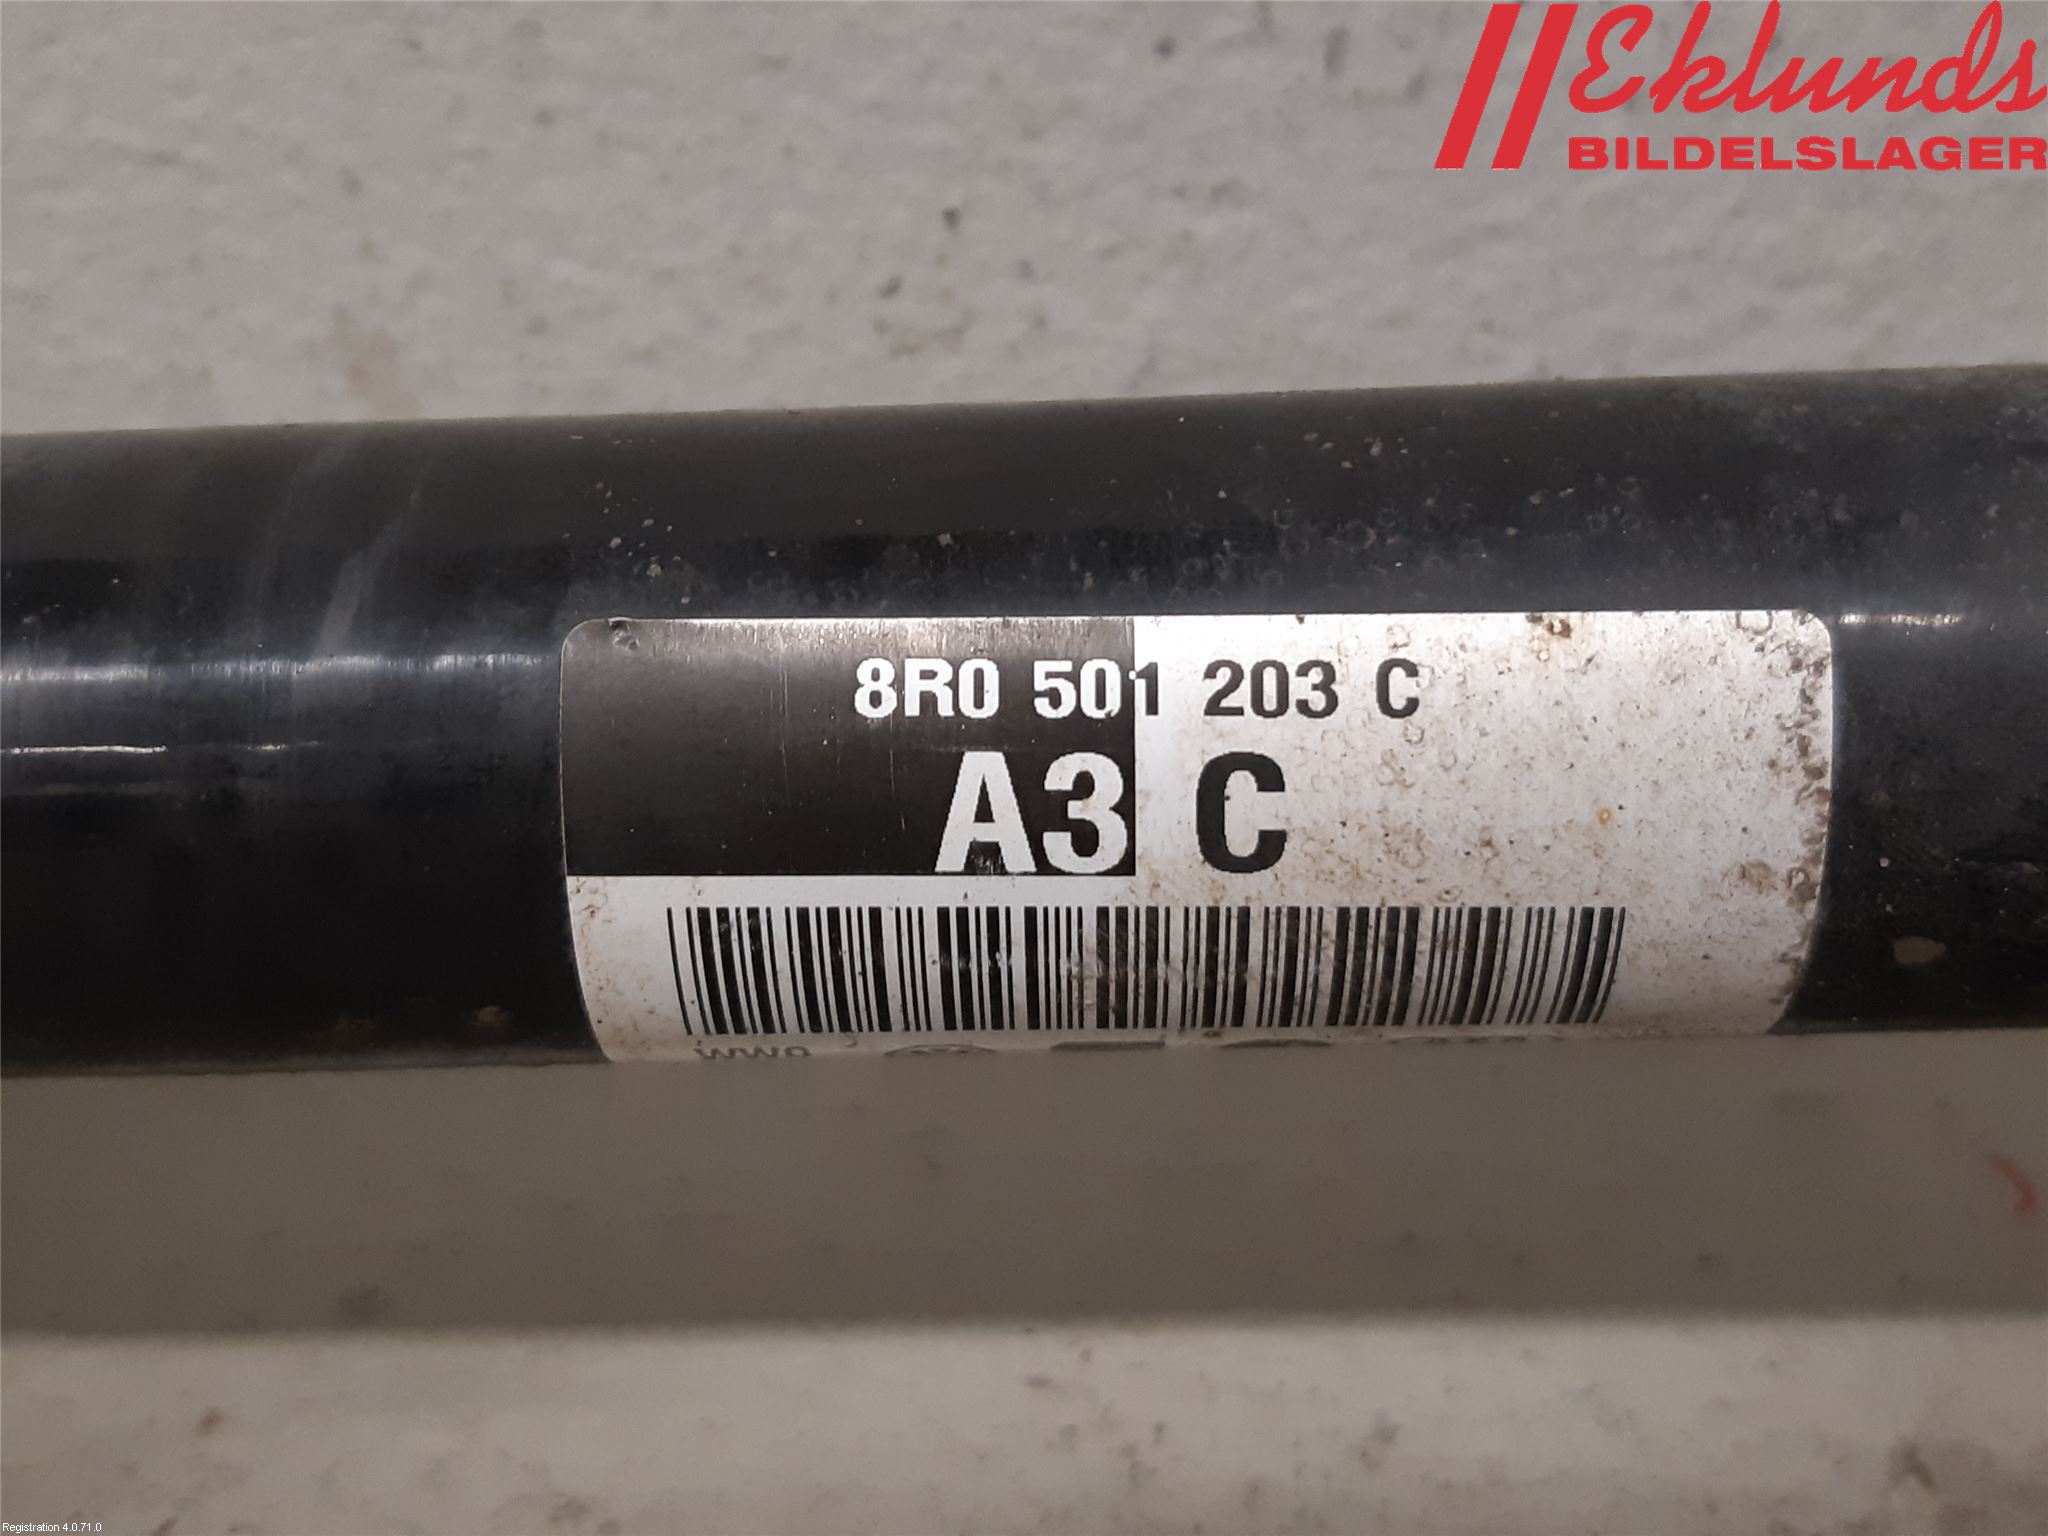 Eklunds
BILDELSLAGER
8R0 501 203 C
A3 C
Registration 4.0.71.0